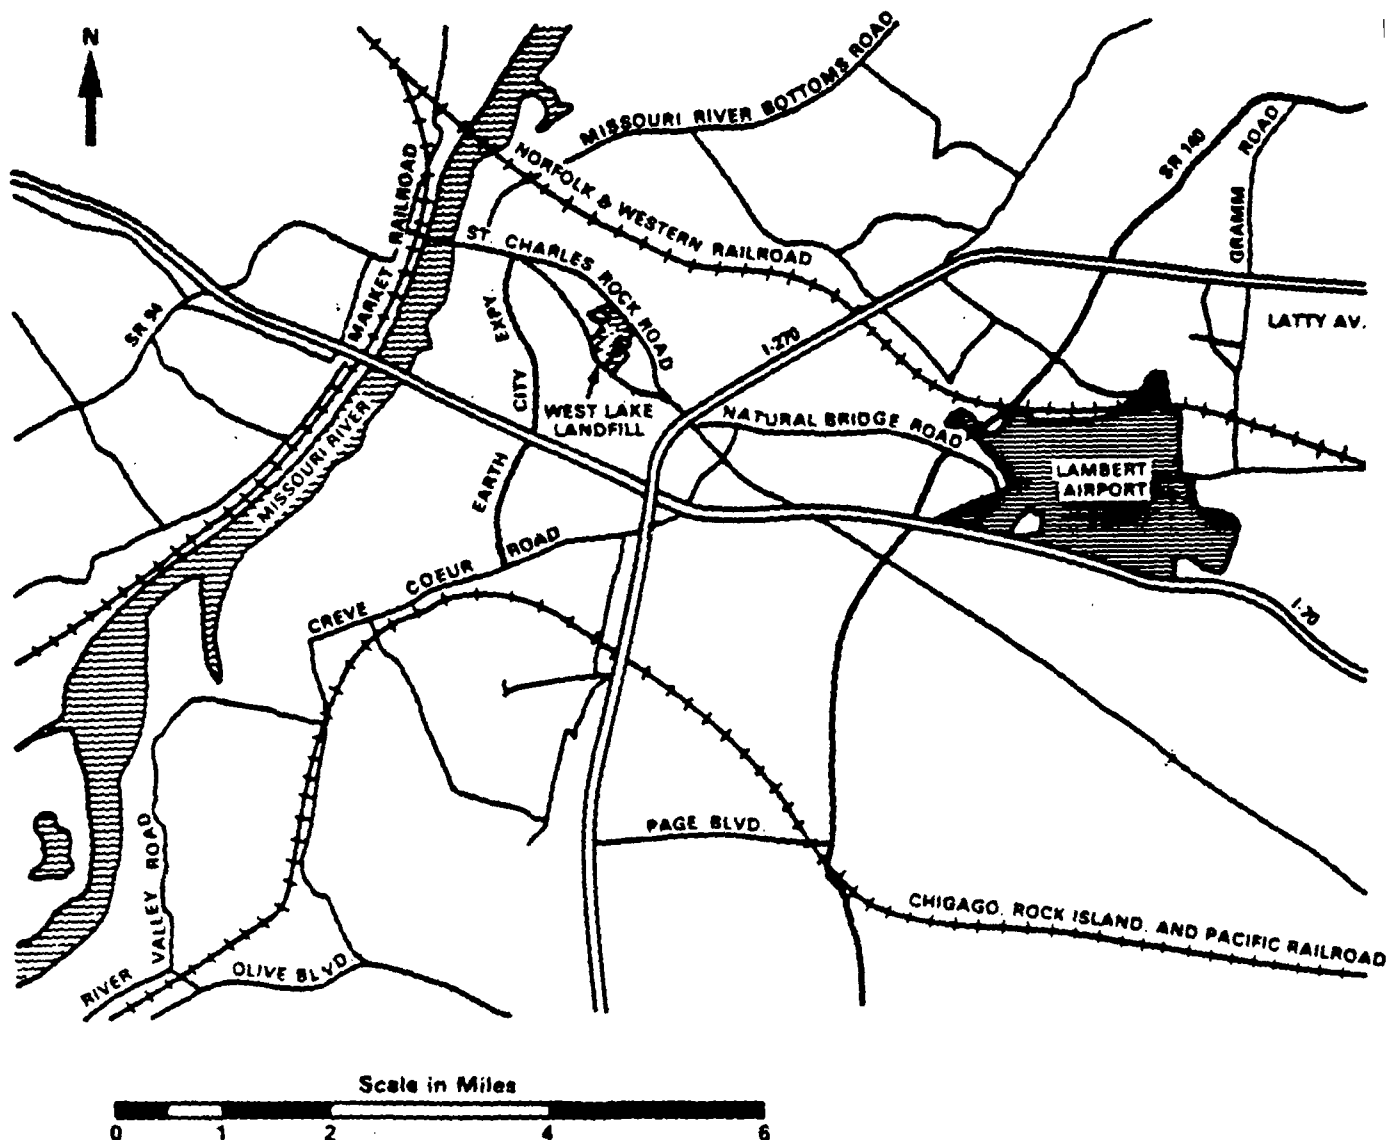 N
MISSOURI RIVER BOTTOMS ROAD
SR 140
GRAMM ROAD
NORFOLK & WESTERN RAILROAD
MARKET RAILROAD
ST. CHARLES ROCK ROAD
SR 94
EARTH CITY EXPY.
I-270
LATTY AV.
WEST LAKE
LANDFILL
NATURAL BRIDGE ROAD
MISSOURI RIVER
LAMBERT
AIRPORT
CREVE COEUR ROAD
I-70
PAGE BLVD.
RIVER VALLEY ROAD
OLIVE BLVD.
CHIGAGO, ROCK ISLAND, AND PACIFIC RAILROAD
Scale in Miles
0 1 2 4 6